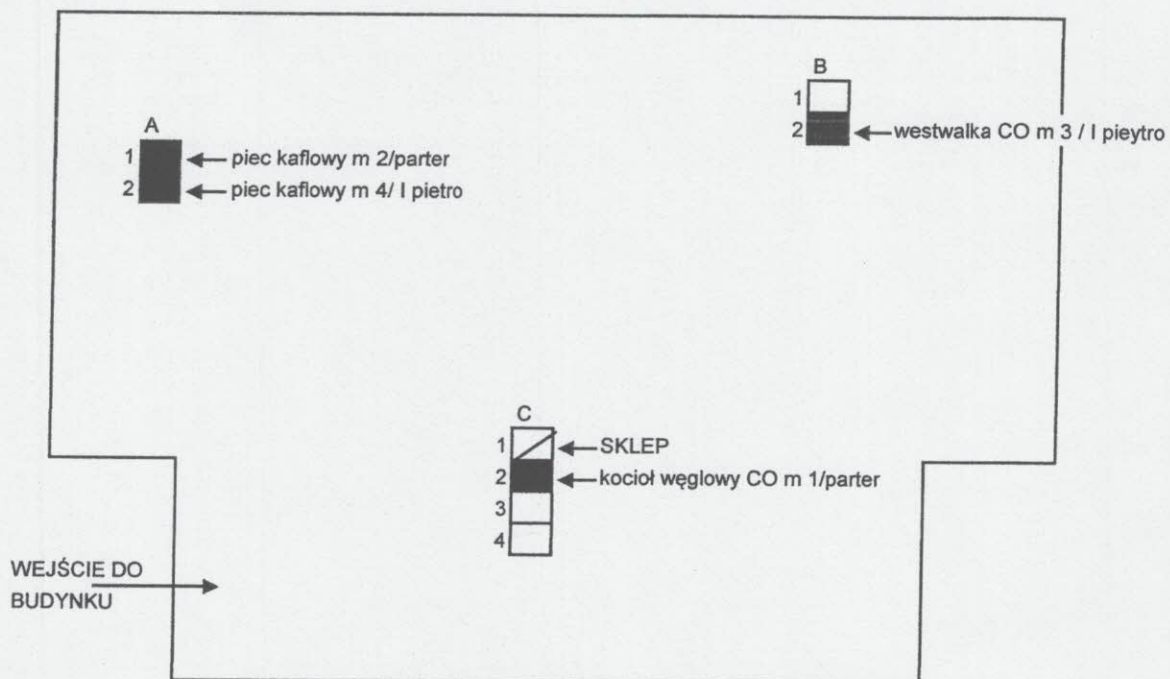 B
1
2 westwalka CO m 3 / I pieytro
A
1 piec kaflowy m 2/parter
2 piec kaflowy m 4/ I pietro
C
1 SKLEP
2 kocioł węglowy CO m 1/parter
3
4
WEJŚCIE DO
BUDYNKU